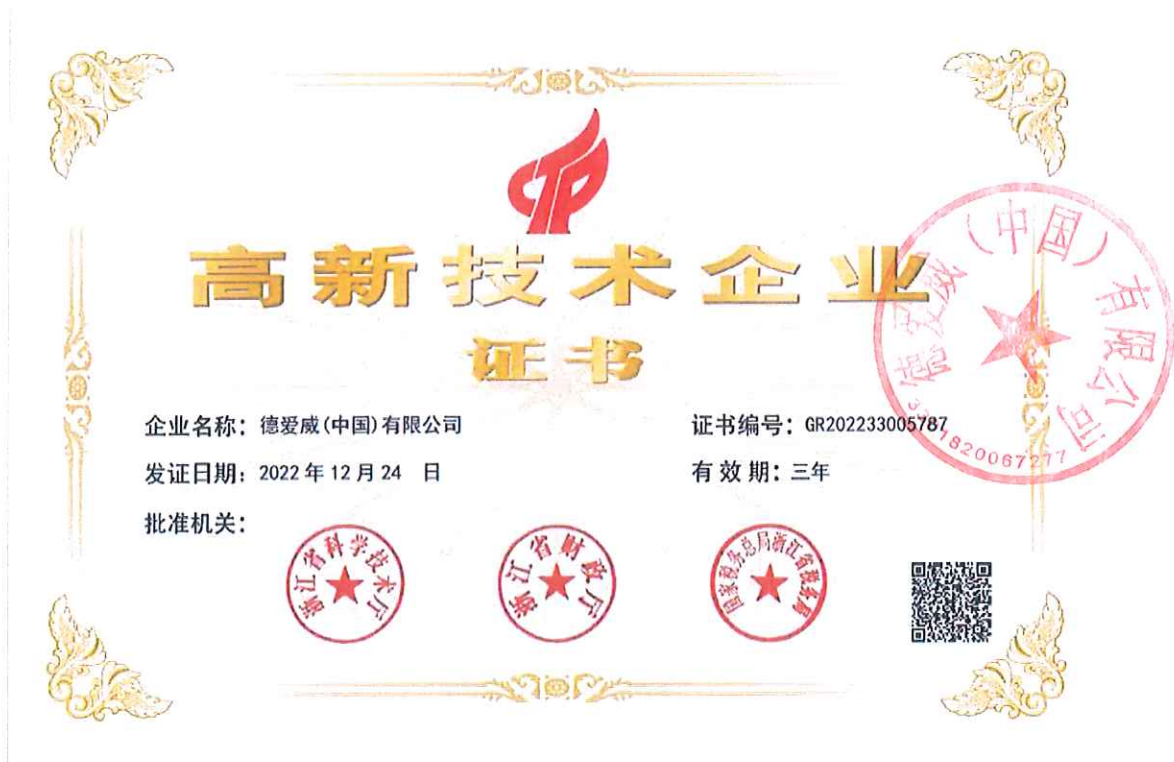 高新技术企业
证书
企业名称：德爱威(中国)有限公司
证书编号：GR202233005787
发证日期：2022年12月24 日
有效期：三年
批准机关：
浙江省科学技术厅
浙江省财政厅
国家税务总局浙江省税务局
德爱威（中国）有限公司
1820067277